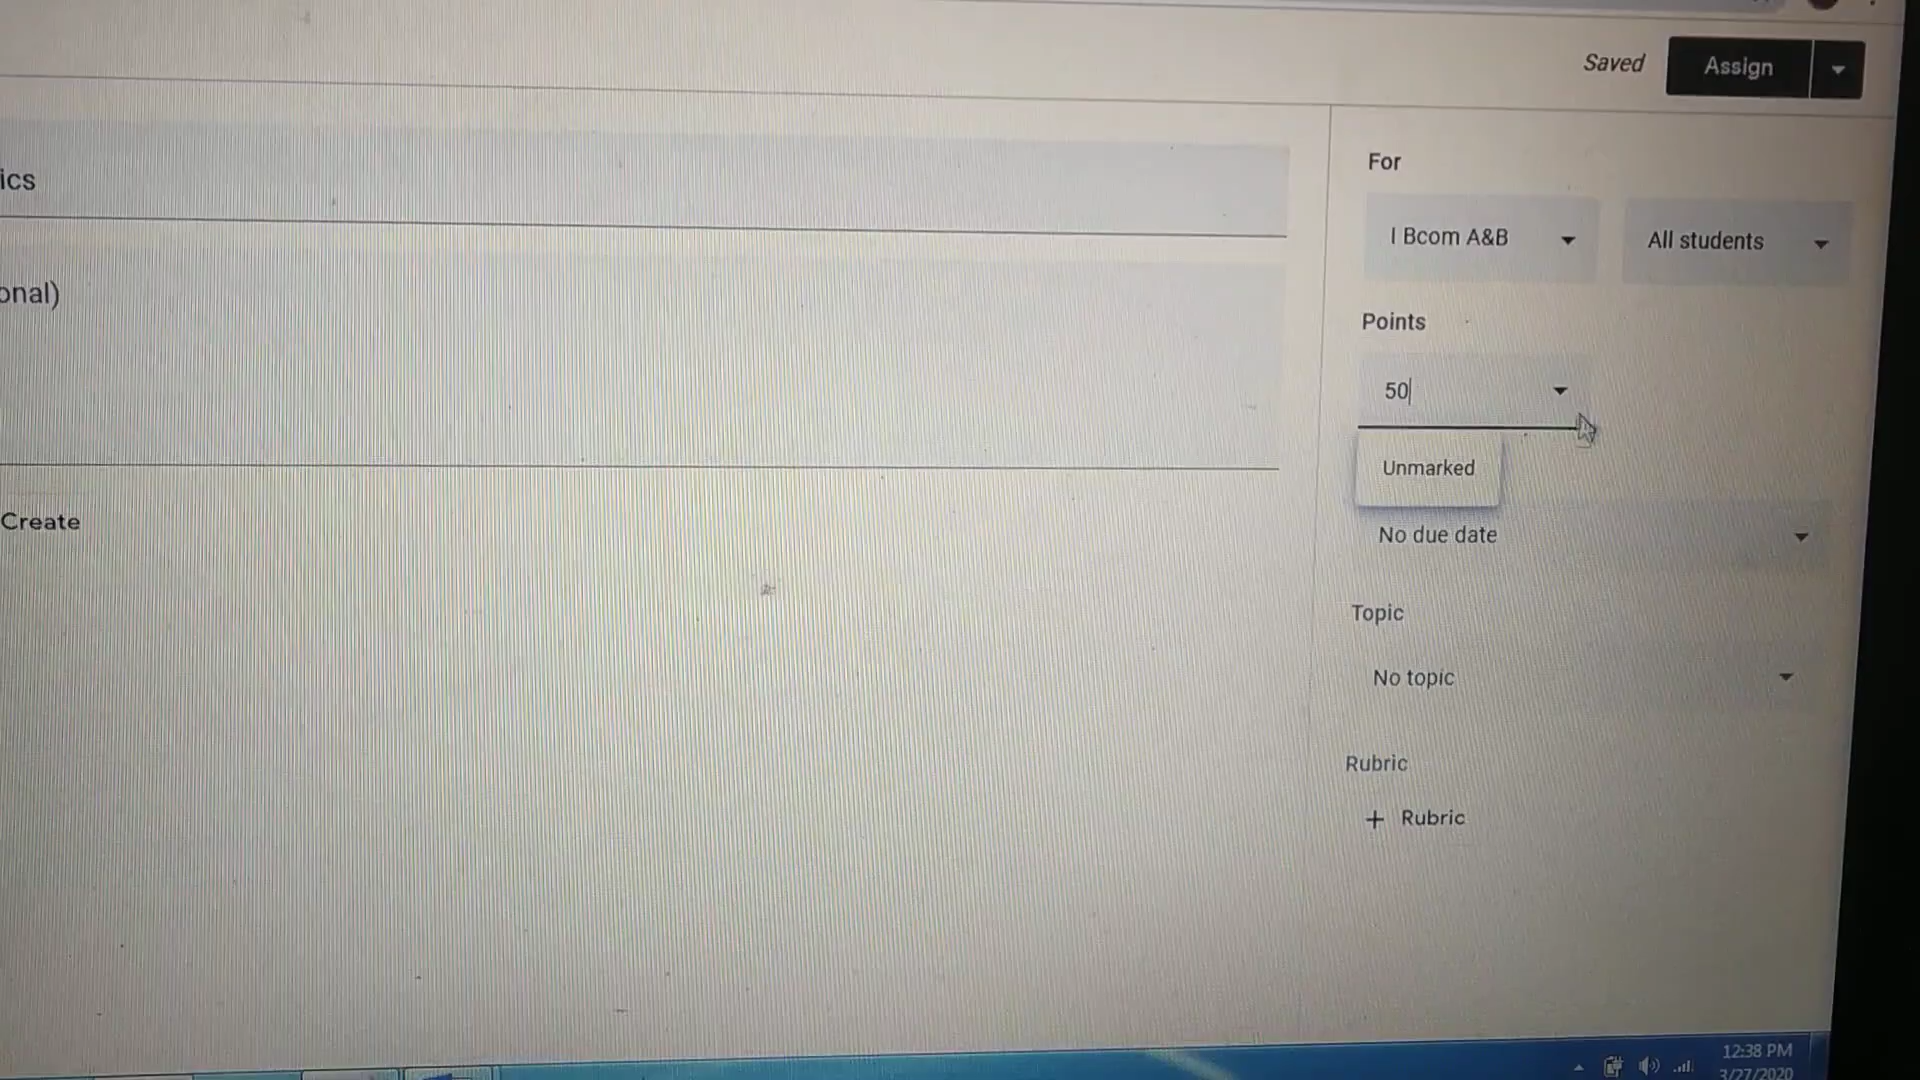 Saved Assign
For
ics
I Bcom A&B All students
onal)
Points
50
Unmarked
Create
No due date
Topic
No topic
Rubric
+ Rubric
12:38 PM
3/27/2020